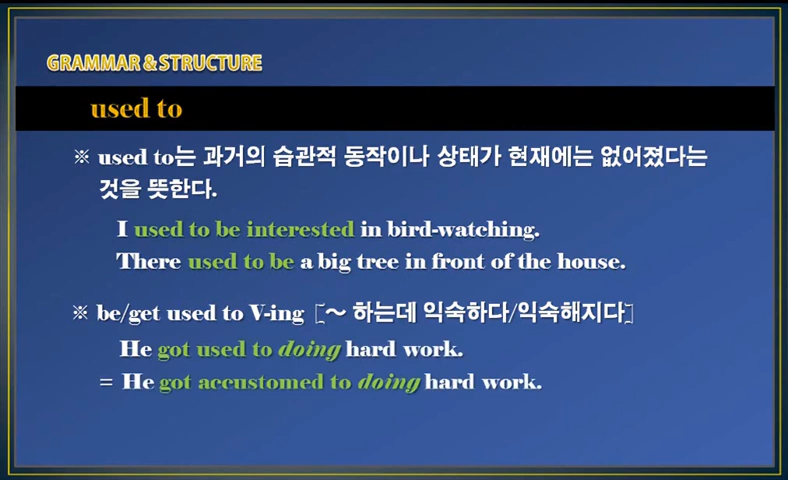 GRAMMAR & STRUCTURE
used to
※ used to는 과거의 습관적 동작이나 상태가 현재에는 없어졌다는
것을 뜻한다.
I used to be interested in bird-watching.
There used to be a big tree in front of the house.
※ be/get used to V-ing [～ 하는데 익숙하다/익숙해지다]
He got used to doing hard work.
= He got accustomed to doing hard work.